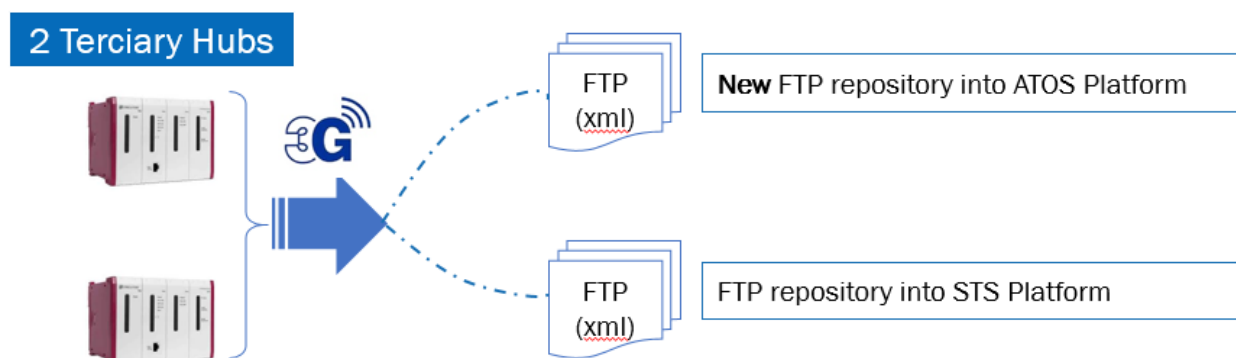 2 Terciary Hubs
3G
FTP
(xml)
New FTP repository into ATOS Platform
FTP
(xml)
FTP repository into STS Platform